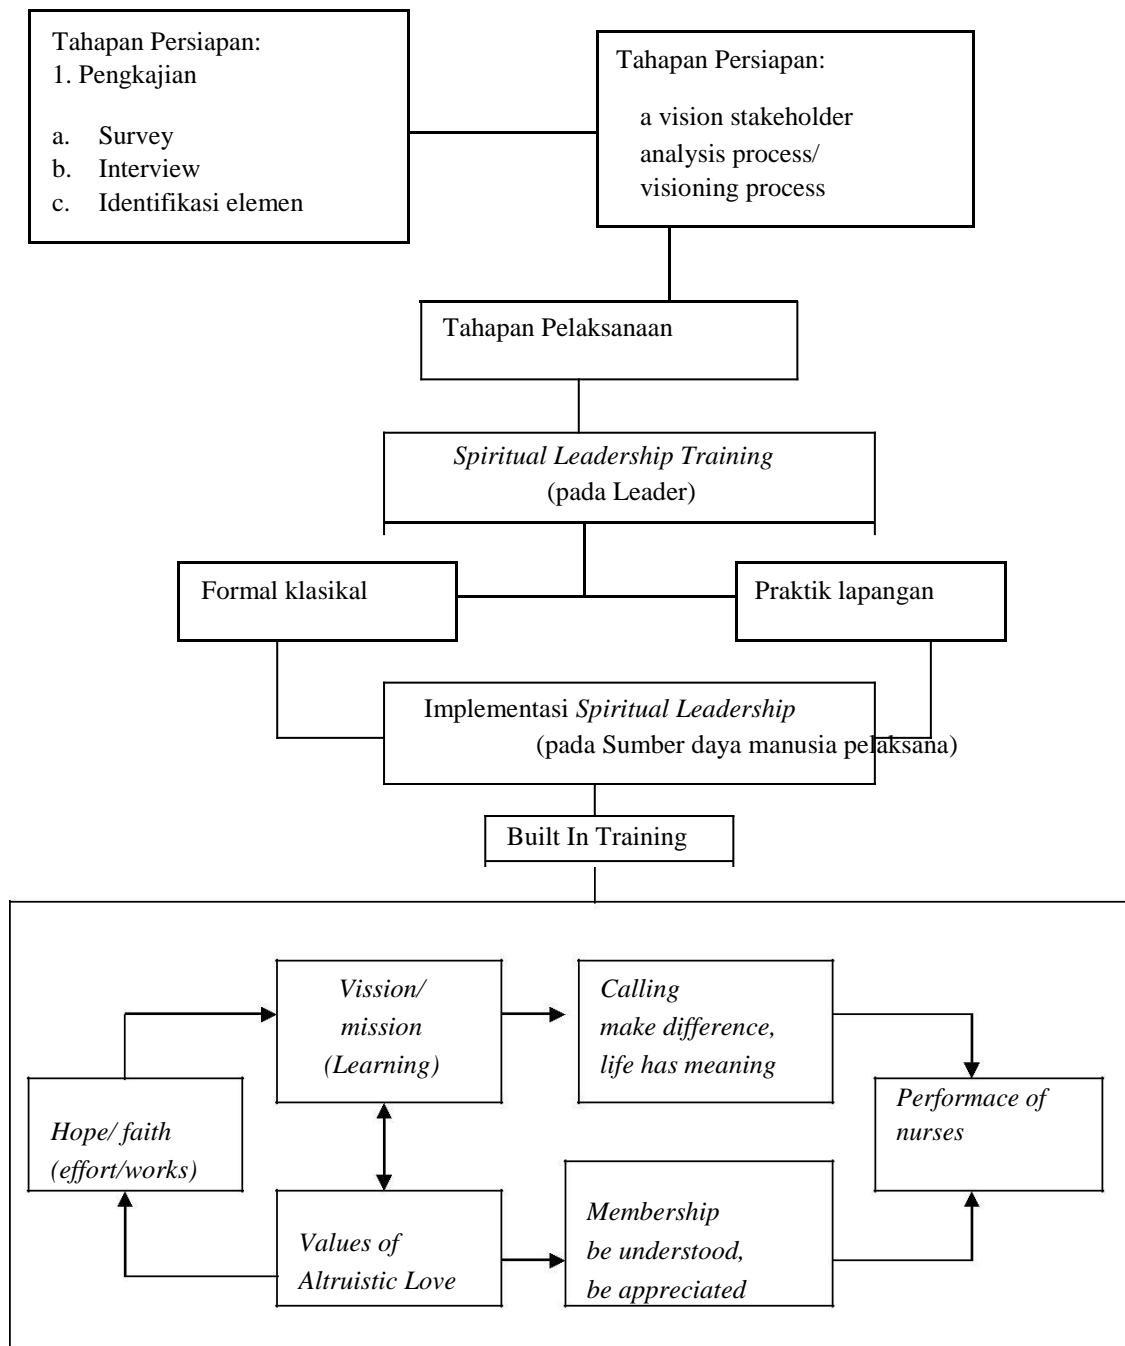 Tahapan Persiapan:
1. Pengkajian
a. Survey
b. Interview
c. Identifikasi elemen
Tahapan Persiapan:
a vision stakeholder
analysis process/
visioning process
Tahapan Pelaksanaan
Spiritual Leadership Training
(pada Leader)
Formal klasikal
Praktik lapangan
Implementasi Spiritual Leadership
(pada Sumber daya manusia pelaksana)
Built In Training
Vission/
mission
(Learning)
Calling
make difference,
life has meaning
Hope/ faith
(effort/works)
Performace of
nurses
Values of
Altruistic Love
Membership
be understood,
be appreciated